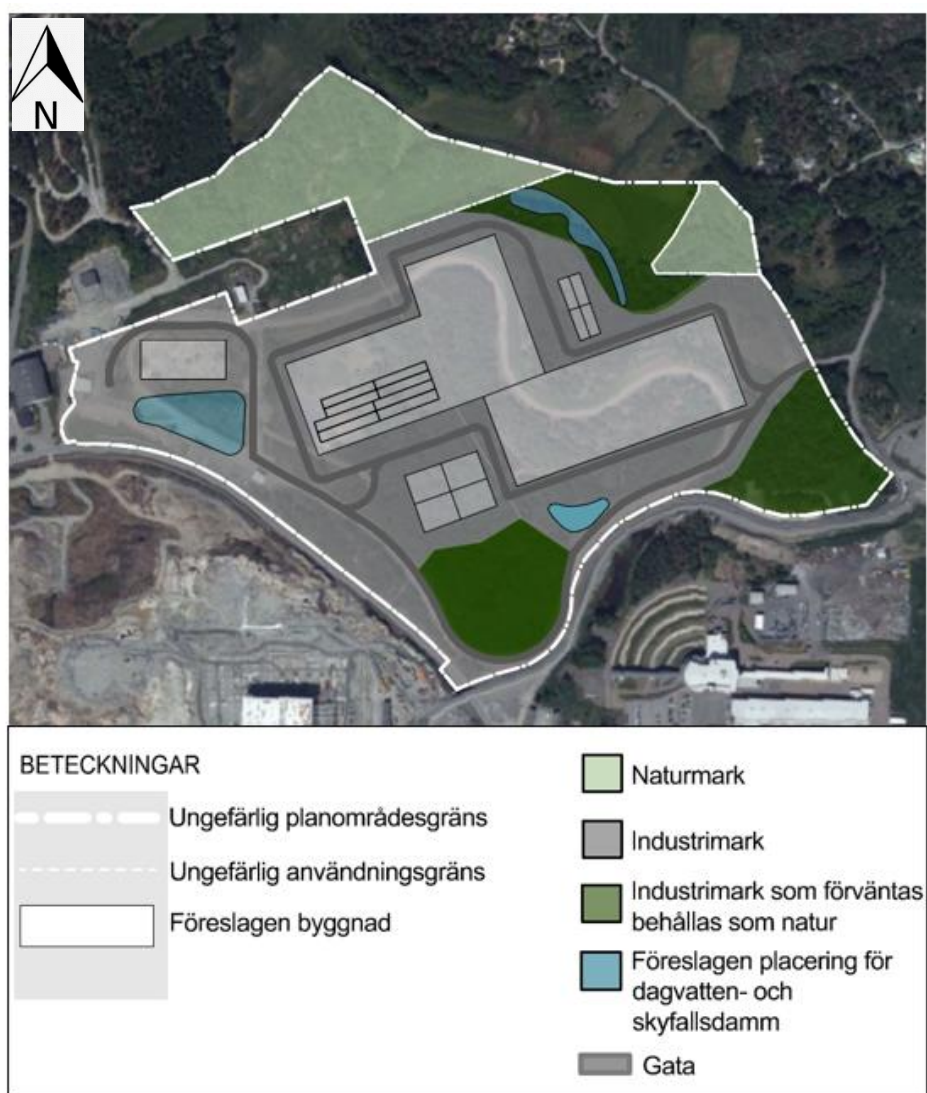 N
BETECKNINGAR
Ungefärlig planområdesgräns
Ungefärlig användningsgräns
Föreslagen byggnad
Naturmark
Industrimark
Industrimark som förväntas
behållas som natur
Föreslagen placering för
dagvatten- och
skyfallsdamm
Gata